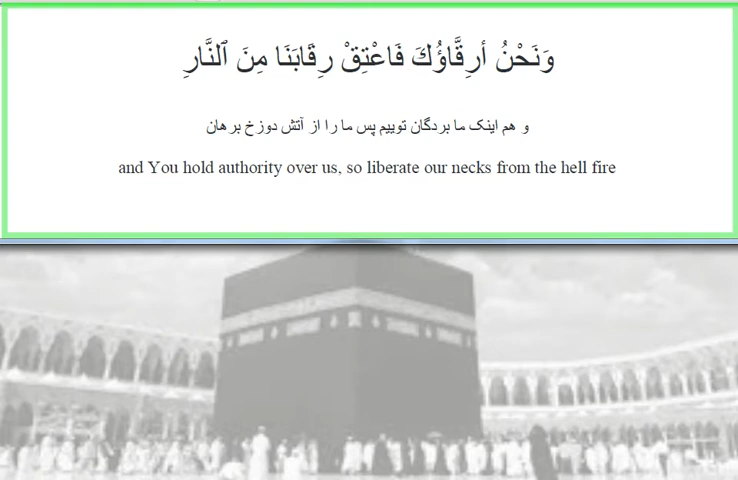 وَنَحْنُ أرِقَّاؤُكَ فَاعْتِقْ رِقَابَنَا مِنَ ٱلنَّارِ
و هم اینک ما بردگان توییم پس ما را از آتش دوزخ برهان
and You hold authority over us, so liberate our necks from the hell fire